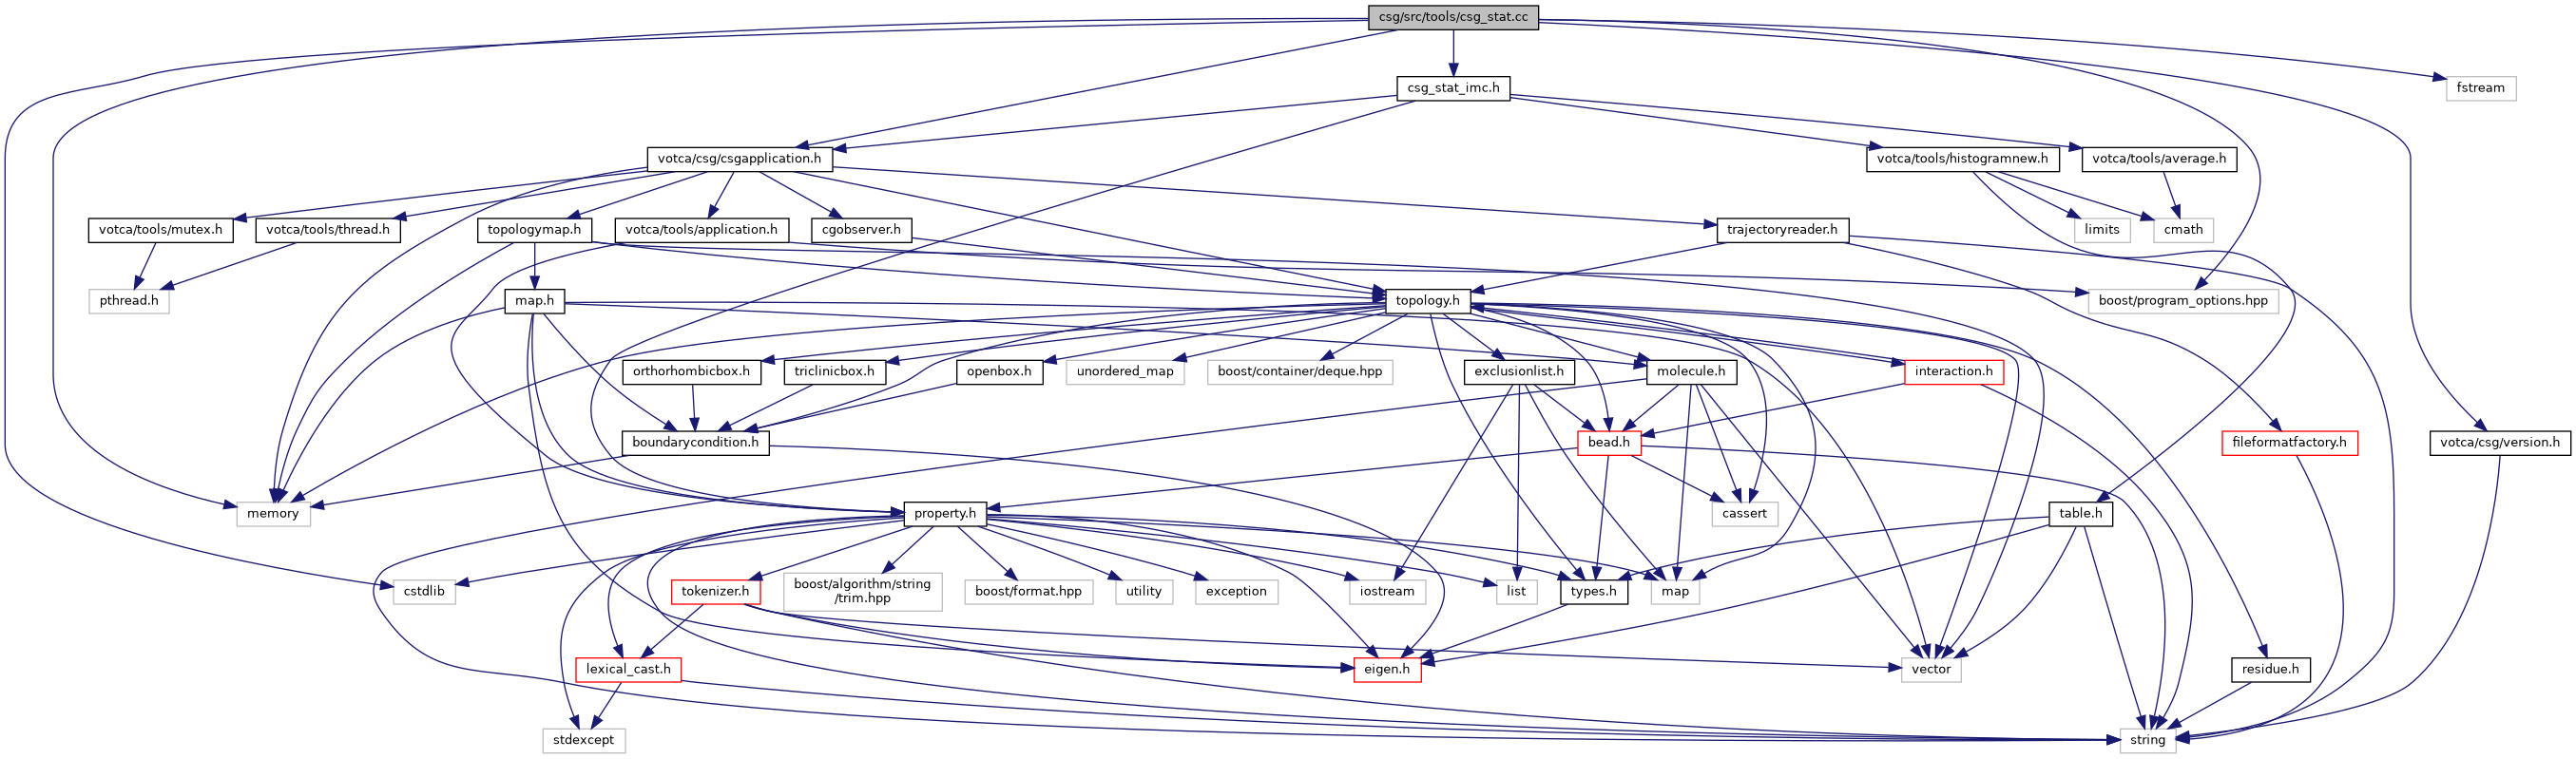 csg/src/tools/csg_stat.cc
csg_stat_imc.h
fstream
votca/csg/csgapplication.h
votca/tools/histogramnew.h
votca/tools/average.h
votca/tools/mutex.h
votca/tools/thread.h
topologymap.h
votca/tools/application.h
cgobserver.h
trajectoryreader.h
limits
cmath
pthread.h
map.h
topology.h
boost/program_options.hpp
orthorhombicbox.h
triclinicbox.h
openbox.h
unordered_map
boost/container/deque.hpp
exclusionlist.h
molecule.h
interaction.h
boundarycondition.h
bead.h
fileformatfactory.h
votca/csg/version.h
memory
property.h
cassert
table.h
cstdlib
tokenizer.h
boost/algorithm/string
/trim.hpp
boost/format.hpp
utility
exception
iostream
list
types.h
map
lexical_cast.h
eigen.h
vector
residue.h
stdexcept
string